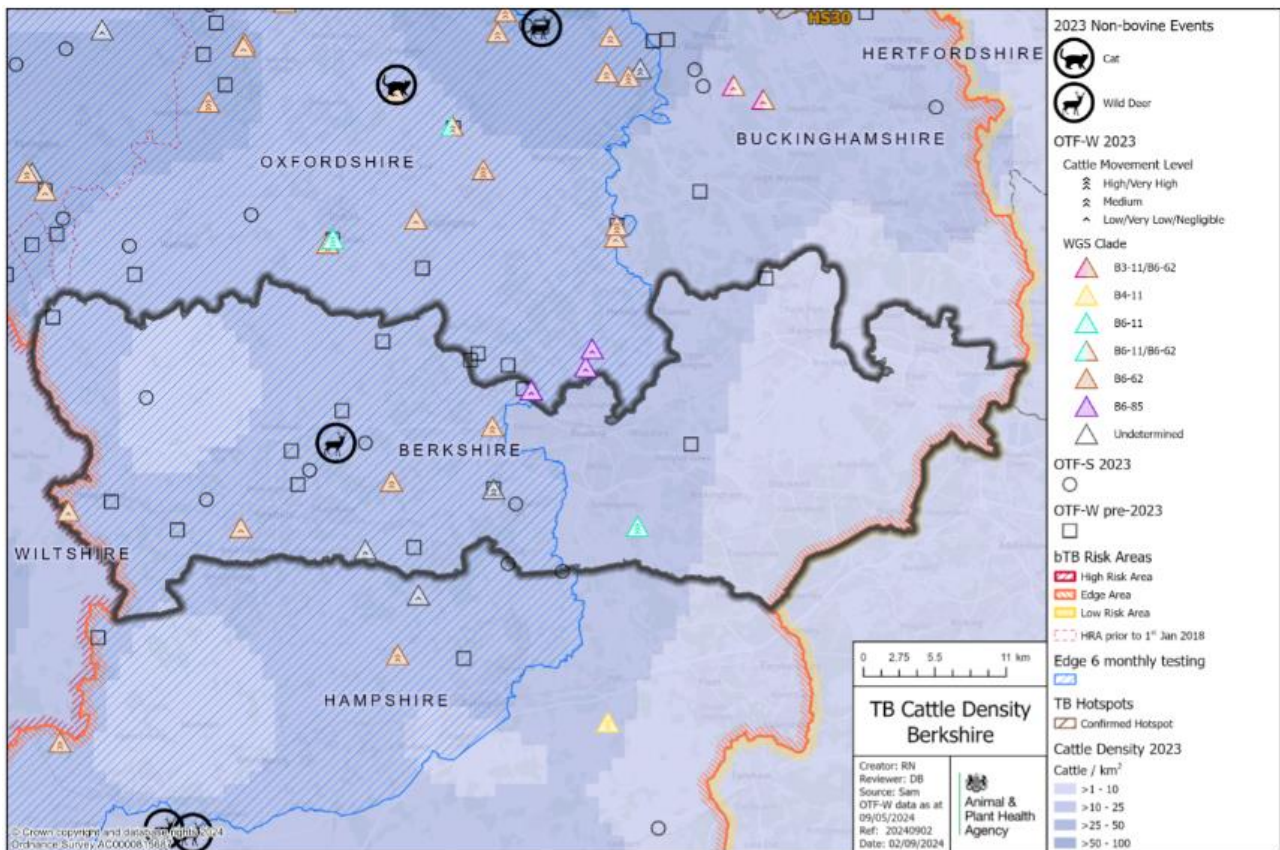 HS30
HERTFORDSHIRE
OXFORDSHIRE
BUCKINGHAMSHIRE
BERKSHIRE
WILTSHIRE
HAMPSHIRE
0 2.75 5.5 11 km
TB Cattle Density
Berkshire
Creator: RN
Reviewer: DB
Source: Sam
OTF-W data as at
09/05/2024
Ref: 20240902
Date: 02/09/2024
Animal &
Plant Health
Agency
© Crown copyright and database rights 2024
Ordnance Survey
2023 Non-bovine Events
Cat
Wild Deer
OTF-W 2023
Cattle Movement Level
High/Very High
Medium
Low/Very Low/Negligible
WGS Clade
B3-11/B6-62
B4-11
B6-11
B6-11/B6-62
B6-62
B6-85
Undetermined
OTF-S 2023
OTF-W pre-2023
bTB Risk Areas
High Risk Area
Edge Area
Low Risk Area
HRA prior to 1st Jan 2018
Edge 6 monthly testing
TB Hotspots
Confirmed Hotspot
Cattle Density 2023
Cattle / km²
>1 - 10
>10 - 25
>25 - 50
>50 - 100